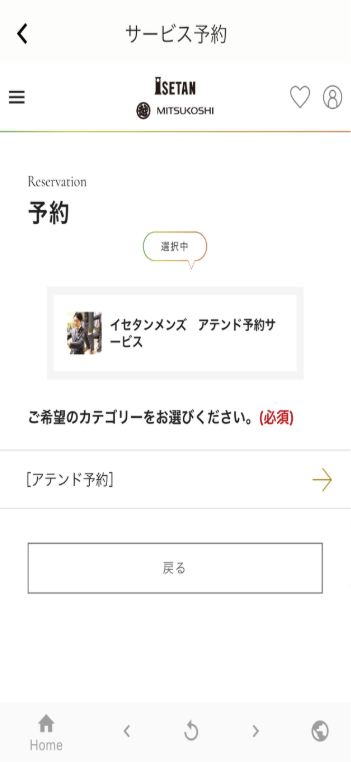 サービス予約
ISETAN
MITSUKOSHI
Reservation
予約
選択中
イセタンメンズ　アテンド予約サ
ービス
ご希望のカテゴリーをお選びください。(必須)
[アテンド予約]
戻る
Home